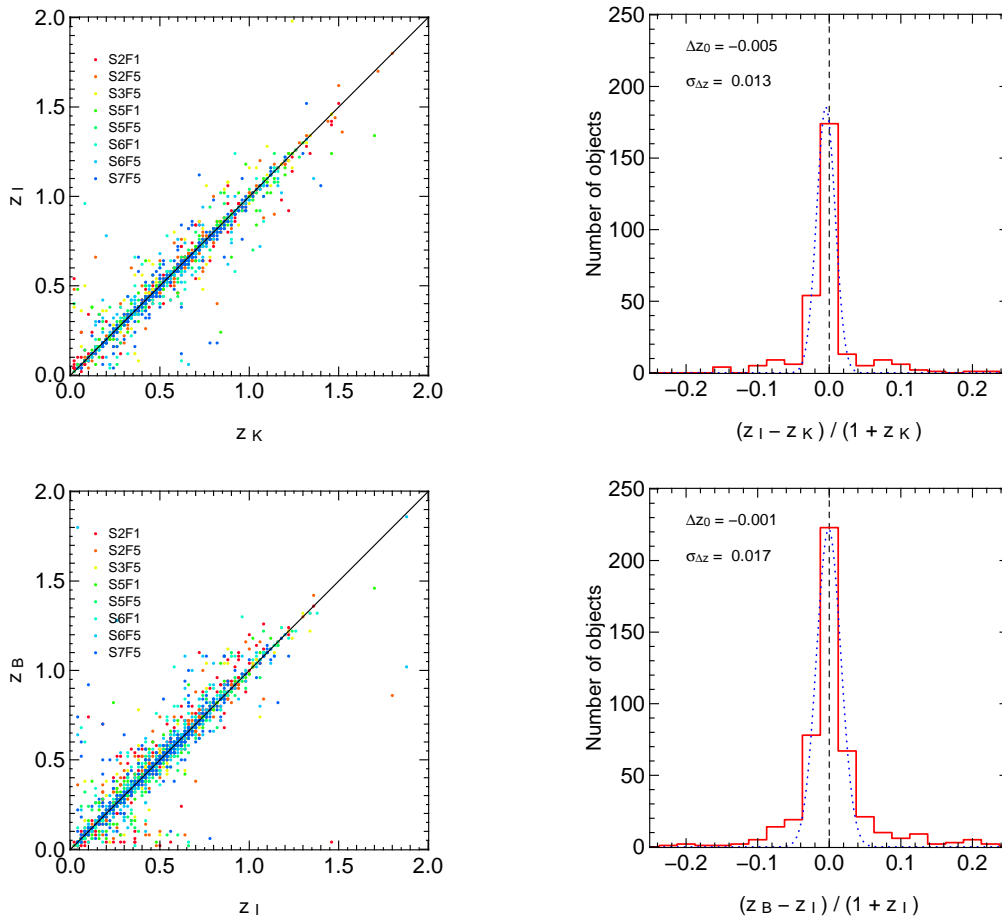 2.0
1.5
1.0
0.5
0.0
z I
S2F1
S2F5
S3F5
S5F1
S5F5
S6F1
S6F5
S7F5
0.0 0.5 1.0 1.5 2.0
z K
250
200
150
100
50
0
Number of objects
Δz0 = −0.005
σΔz = 0.013
−0.2 −0.1 0.0 0.1 0.2
(z I − z K) / (1 + z K)
2.0
1.5
1.0
0.5
0.0
z B
S2F1
S2F5
S3F5
S5F1
S5F5
S6F1
S6F5
S7F5
0.0 0.5 1.0 1.5 2.0
z I
250
200
150
100
50
0
Number of objects
Δz0 = −0.001
σΔz 0.017
−0.2 −0.1 0.0 0.1 0.2
(z B − z I) / (1 + z I)